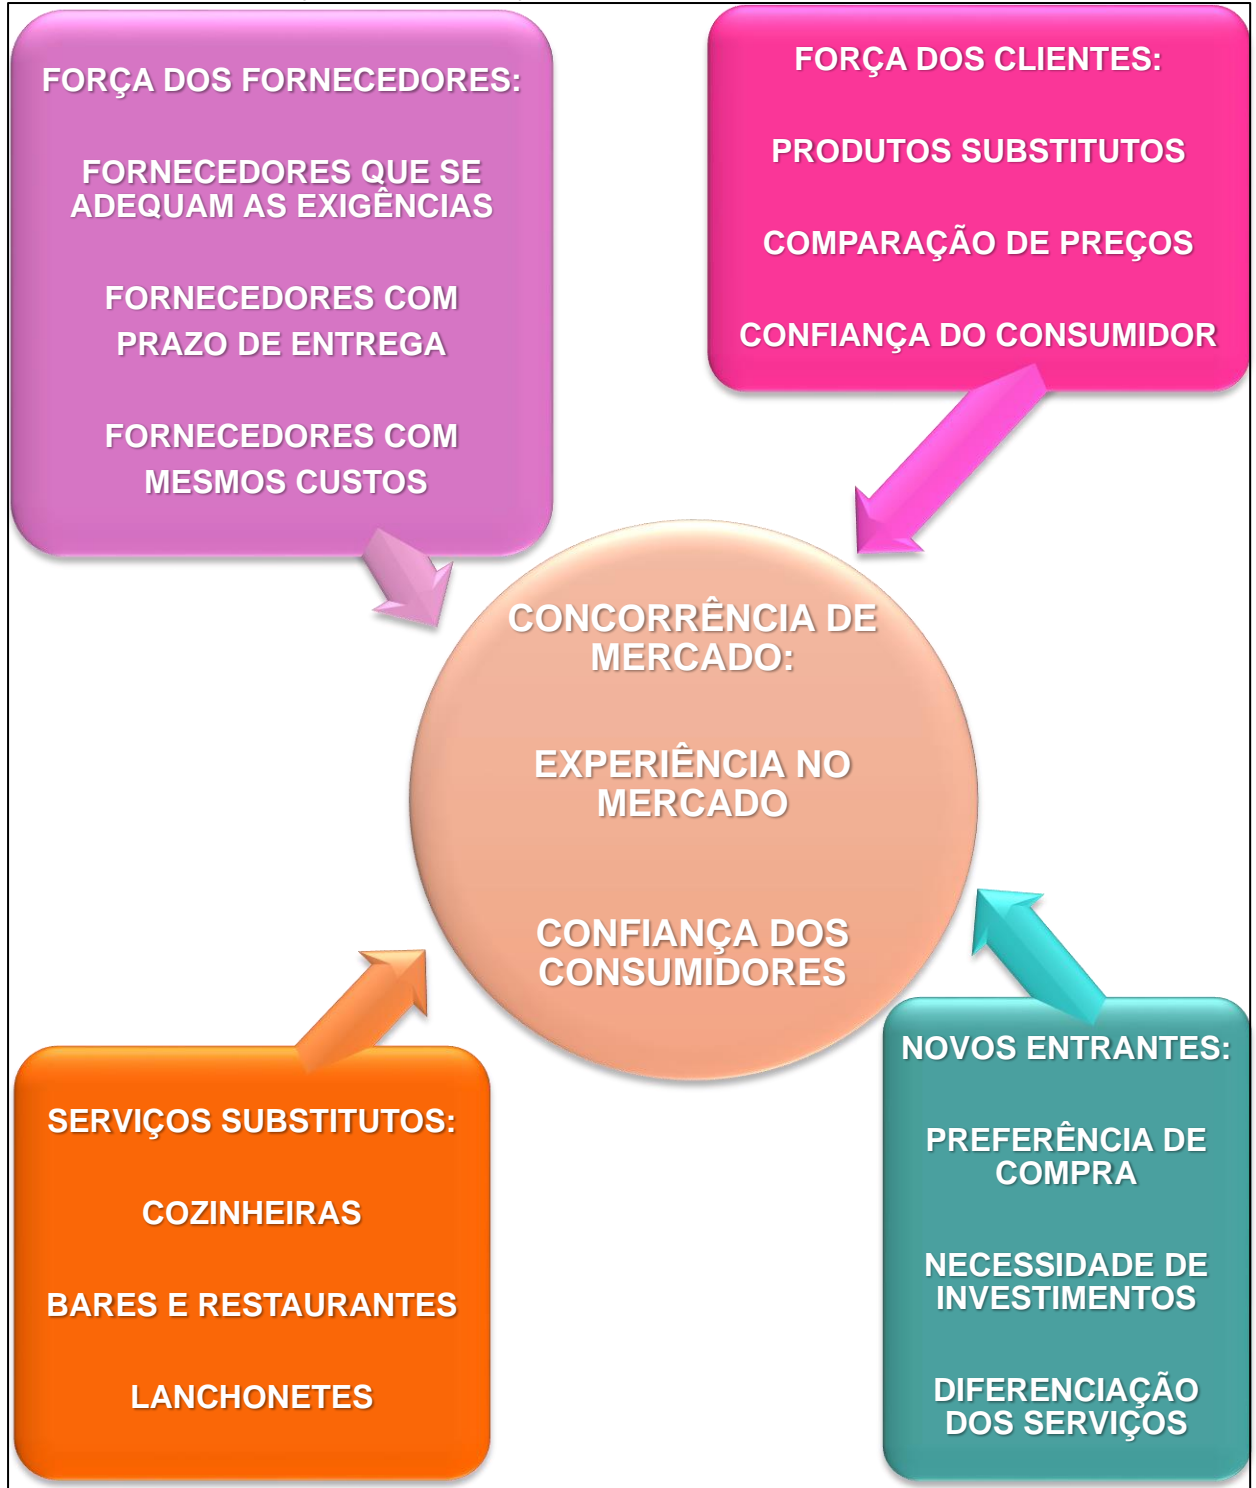 FORÇA DOS FORNECEDORES:
FORNECEDORES QUE SE
ADEQUAM AS EXIGÊNCIAS
FORNECEDORES COM
PRAZO DE ENTREGA
FORNECEDORES COM
MESMOS CUSTOS
FORÇA DOS CLIENTES:
PRODUTOS SUBSTITUTOS
COMPARAÇÃO DE PREÇOS
CONFIANÇA DO CONSUMIDOR
CONCORRÊNCIA DE
MERCADO:
EXPERIÊNCIA NO
MERCADO
CONFIANÇA DOS
CONSUMIDORES
SERVIÇOS SUBSTITUTOS:
COZINHEIRAS
BARES E RESTAURANTES
LANCHONETES
NOVOS ENTRANTES:
PREFERÊNCIA DE
COMPRA
NECESSIDADE DE
INVESTIMENTOS
DIFERENCIAÇÃO
DOS SERVIÇOS